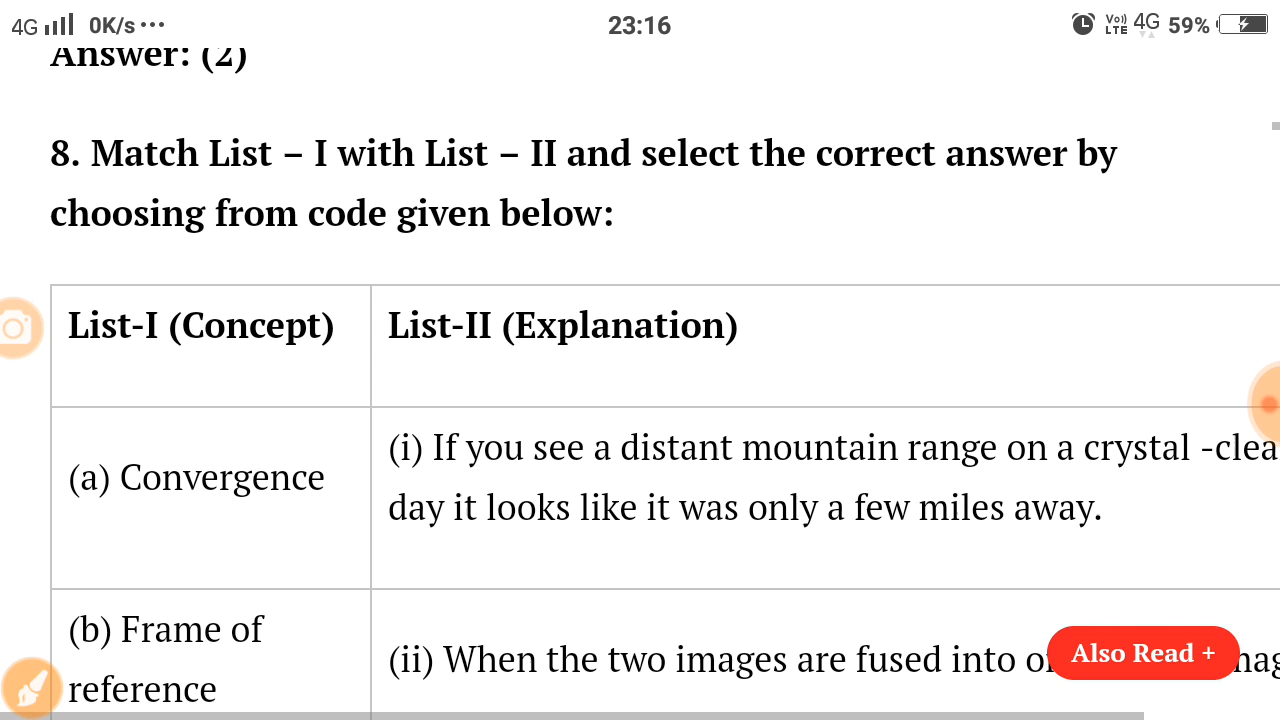 4G 0K/s... 23:16 Vo)) LTE 4G 59%
Answer: (2)
8. Match List – I with List – II and select the correct answer by
choosing from code given below:
List-I (Concept) List-II (Explanation)
(i) If you see a distant mountain range on a crystal -clea
(a) Convergence
day it looks like it was only a few miles away.
(b) Frame of
(ii) When the two images are fused into
Also Read +
reference